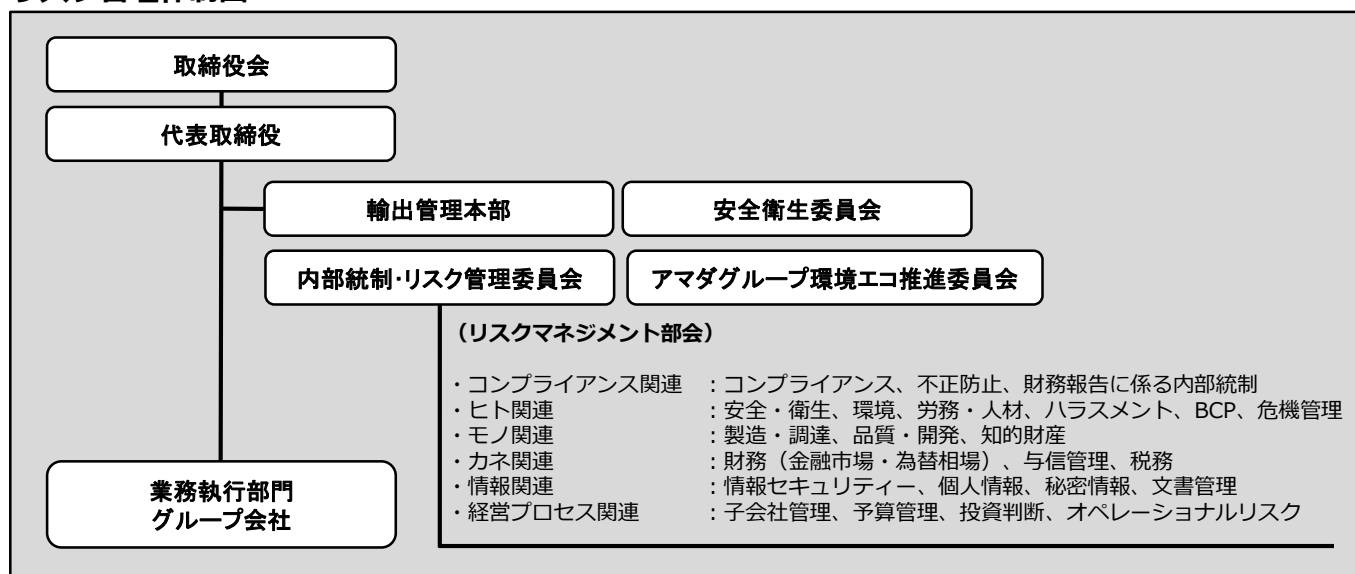 取締役会
代表取締役
輸出管理本部
安全衛生委員会
内部統制・リスク管理委員会
アマダグループ環境エコ推進委員会
（リスクマネジメント部会）
・コンプライアンス関連　：コンプライアンス、不正防止、財務報告に係る内部統制
・ヒト関連　：安全・衛生、環境、労務・人材、ハラスメント、BCP、危機管理
・モノ関連　：製造・調達、品質・開発、知的財産
・カネ関連　：財務（金融市場・為替相場）、与信管理、税務
・情報関連　：情報セキュリティー、個人情報、秘密情報、文書管理
・経営プロセス関連　：子会社管理、予算管理、投資判断、オペレーショナルリスク
業務執行部門
グループ会社